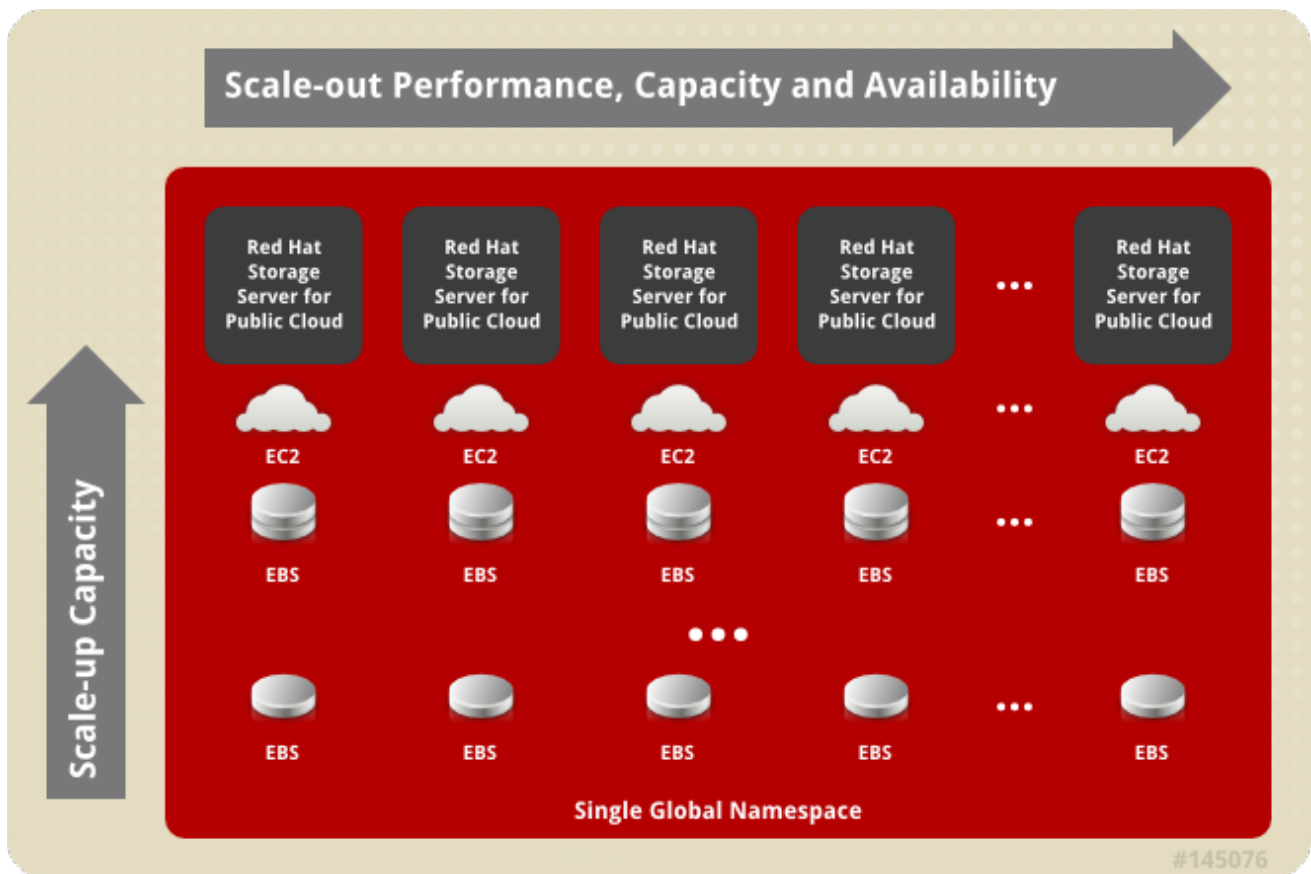 Scale-out Performance, Capacity and Availability
Red Hat
Storage
Server for
Public Cloud
Red Hat
Storage
Server for
Public Cloud
Red Hat
Storage
Server for
Public Cloud
Red Hat
Storage
Server for
Public Cloud
...
Red Hat
Storage
Server for
Public Cloud
Scale-up Capacity
...
EC2
EC2
EC2
EC2
EC2
...
EBS
EBS
EBS
EBS
EBS
...
...
EBS
EBS
EBS
EBS
EBS
Single Global Namespace
#145076